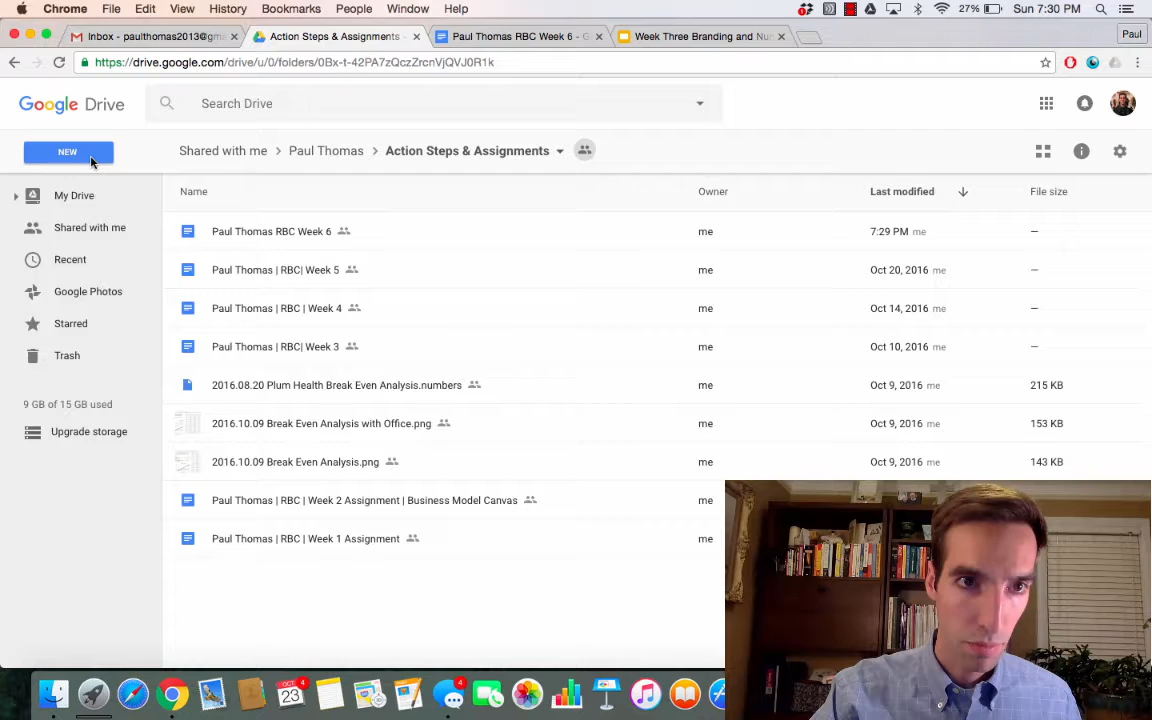 Chrome File Edit View History Bookmarks People Window Help 27% Sun 7:30 PM
Inbox - paulthomas2013@gm × Action Steps & Assignments - × Paul Thomas RBC Week 6 - G × Week Three Branding and × Paul
https://drive.google.com/drive/u/0/folders/0Bx-t-42PA7zQczZrcnVjQVJ0R1k
Google Drive Search Drive
NEW Shared with me > Paul Thomas > Action Steps & Assignments
Name Owner Last modified File size
My Drive
Shared with me
Recent
Google Photos
Starred
Trash
9 GB of 15 GB used
Upgrade storage
Paul Thomas RBC Week 6 me 7:29 PM me —
Paul Thomas | RBC| Week 5 me Oct 20, 2016 me —
Paul Thomas | RBC | Week 4 me Oct 14, 2016 me —
Paul Thomas | RBC| Week 3 me Oct 10, 2016 me —
2016.08.20 Plum Health Break Even Analysis.numbers me Oct 9, 2016 me 215 KB
2016.10.09 Break Even Analysis with Office.png me Oct 9, 2016 me 153 KB
2016.10.09 Break Even Analysis.png me Oct 9, 2016 me 143 KB
Paul Thomas | RBC | Week 2 Assignment | Business Model Canvas me
Paul Thomas | RBC | Week 1 Assignment me
OCT
23
4
4